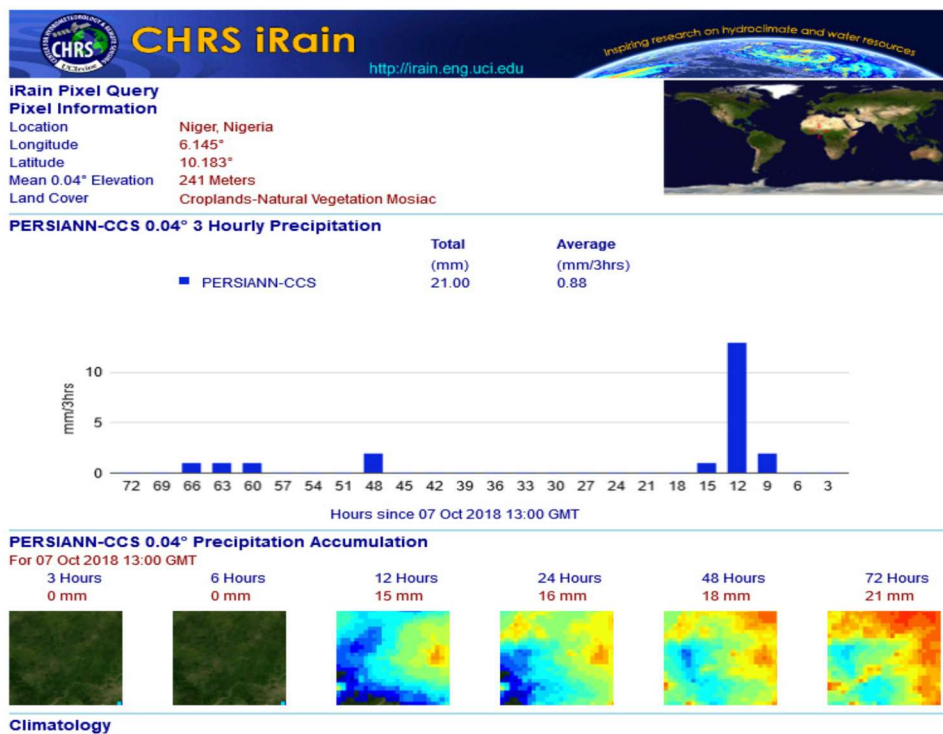 CHRS
UCIrvine
CHRS iRain
Inspiring research on hydroclimate and water resources
http://irain.eng.uci.edu
iRain Pixel Query
Pixel Information
Location Niger, Nigeria
Longitude 6.145°
Latitude 10.183°
Mean 0.04° Elevation 241 Meters
Land Cover Croplands-Natural Vegetation Mosiac
PERSIANN-CCS 0.04° 3 Hourly Precipitation
Total Average
(mm) (mm/3hrs)
PERSIANN-CCS 21.00 0.88
mm/3hrs
10
5
0
72 69 66 63 60 57 54 51 48 45 42 39 36 33 30 27 24 21 18 15 12 9 6 3
Hours since 07 Oct 2018 13:00 GMT
PERSIANN-CCS 0.04° Precipitation Accumulation
For 07 Oct 2018 13:00 GMT
3 Hours 6 Hours 12 Hours 24 Hours 48 Hours 72 Hours
0 mm 0 mm 15 mm 16 mm 18 mm 21 mm
Climatology